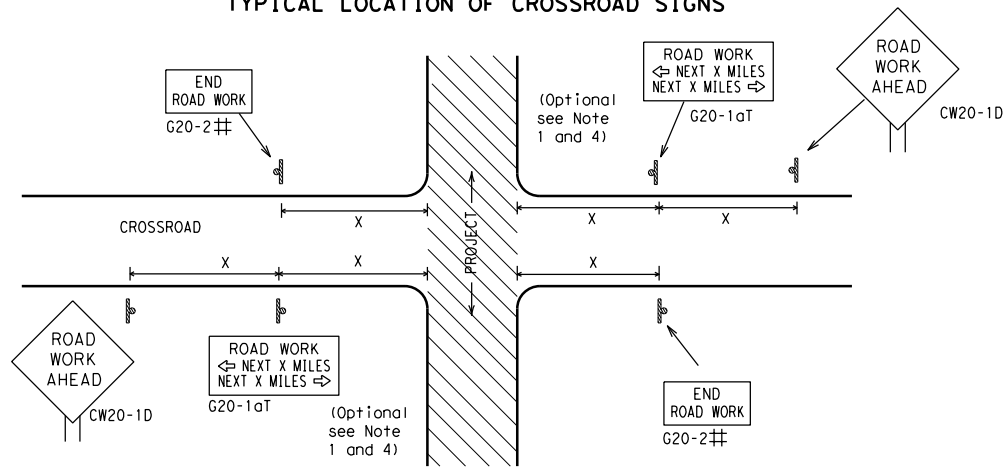 TYPICAL LOCATION OF CROSSROAD SIGNS
END
ROAD WORK
G20-2#
(Optional
see Note
1 and 4)
ROAD WORK
⇦ NEXT X MILES
NEXT X MILES ⇨
G20-1aT
ROAD
WORK
AHEAD
CW20-1D
X
X
X
CROSSROAD
PROJECT
X
X
X
ROAD
WORK
AHEAD
CW20-1D
ROAD WORK
⇦ NEXT X MILES
NEXT X MILES ⇨
G20-1aT
(Optional
see Note
1 and 4)
END
ROAD WORK
G20-2#